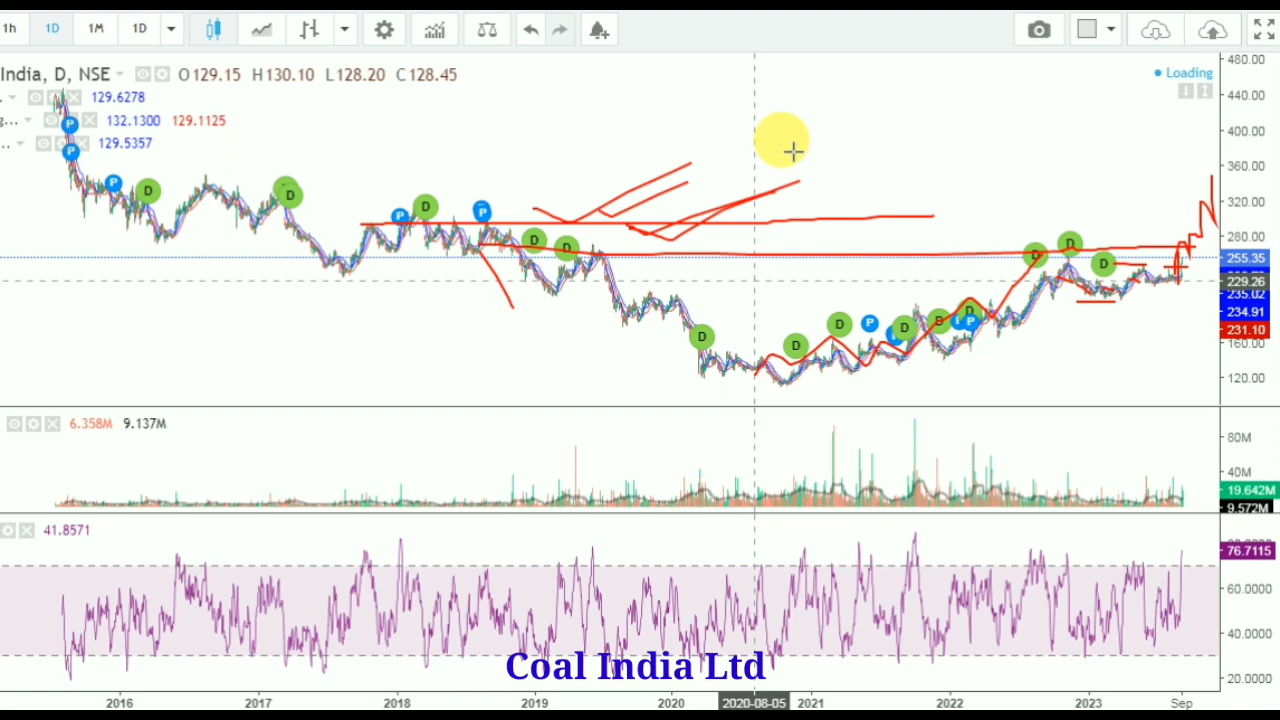 1h 1D 1M 1D
India, D, NSE O129.15 H130.10 L128.20 C128.45
Loading
129.6278
g... 132.1300 129.1125
129.5357
480.00
440.00
400.00
360.00
320.00
280.00
255.35
229.26
235.02
234.91
231.10
160.00
120.00
P
P
P
D
D
D
P
D
P
D
D
D
D
D
P
D
D
P
D
D
D
D
6.358M 9.137M
80M
40M
19.642M
9.572M
41.8571
76.7115
60.0000
40.0000
20.0000
Coal India Ltd
2016 2017 2018 2019 2020 2020-08-05 2021 2022 2023 Sep